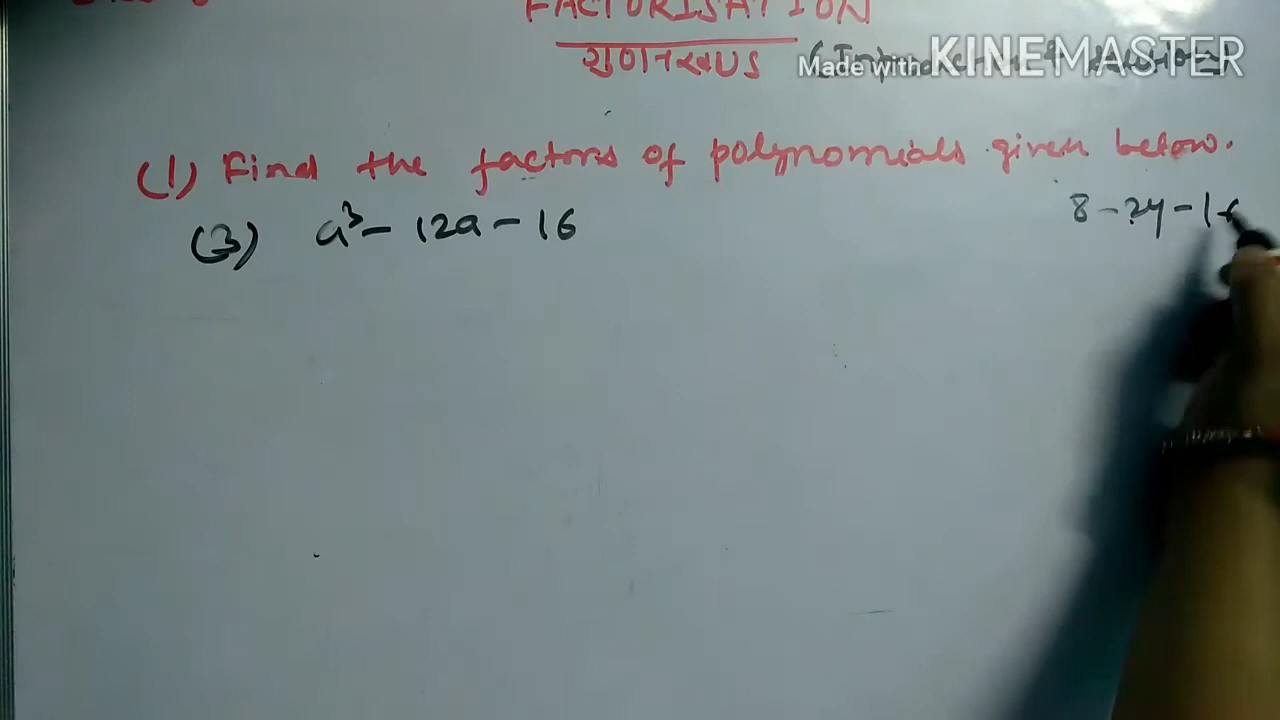 FACTORISATION
Made with KINEMASTER
(1) Find the factors of polynomials given below.
(3) a³ - 12a - 16
8 - 24 - 16